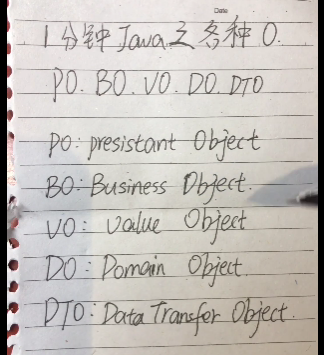 Date
1分钟Java之各种O.
PO. BO. VO. DO. DTO
PO: presistant Object
BO: Business Object.
VO: value Object
DO: Domain Object.
DTO: Data Transfer Object.